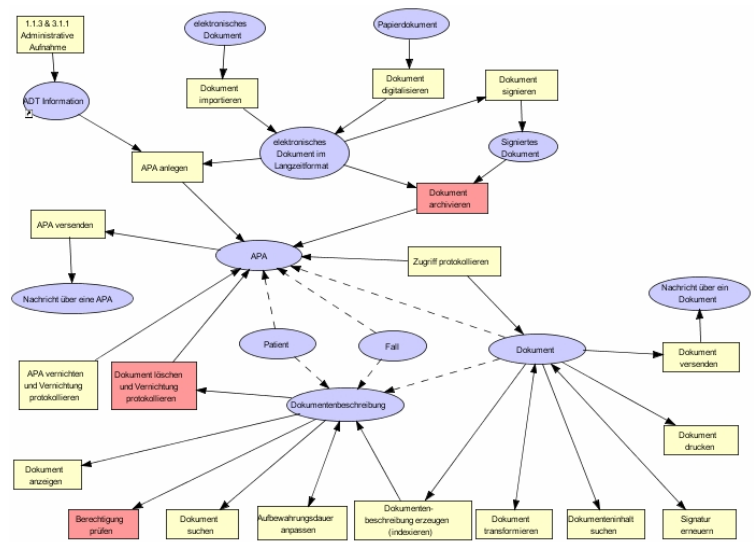 1.1.3 & 3.1.1
Administrative
Aufnahme
elektronisches
Dokument
Papierdokument
ADT Information
Dokument
importieren
Dokument
digitalisieren
Dokument
signieren
elektronisches
Dokument im
Langzeitformat
Signiertes
Dokument
APA anlegen
Dokument
archivieren
APA versenden
APA
Zugriff protokollieren
Nachricht über eine APA
Nachricht über ein
Dokument
Patient
Fall
Dokument
Dokument
versenden
APA vernichten
und Vernichtung
protokollieren
Dokument löschen
und Vernichtung
protokollieren
Dokumentenbeschreibung
Dokument
drucken
Dokument
anzeigen
Berechtigung
prüfen
Dokument
suchen
Aufbewahrungsdauer
anpassen
Dokumenten-
beschreibung erzeugen
(indexieren)
Dokument
transformieren
Dokumenteninhalt
suchen
Signatur
erneuern